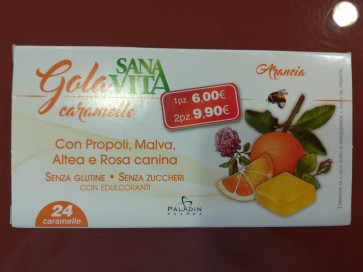 SANA
VITA
Gola
caramelle
1pz. 6,00€
2pz. 9,90€
Arancia
Con Propoli, Malva,
Altea e Rosa canina
SENZA GLUTINE • SENZA ZUCCHERI
CON EDULCORANTI
24
caramelle
PALADIN
PHARMA